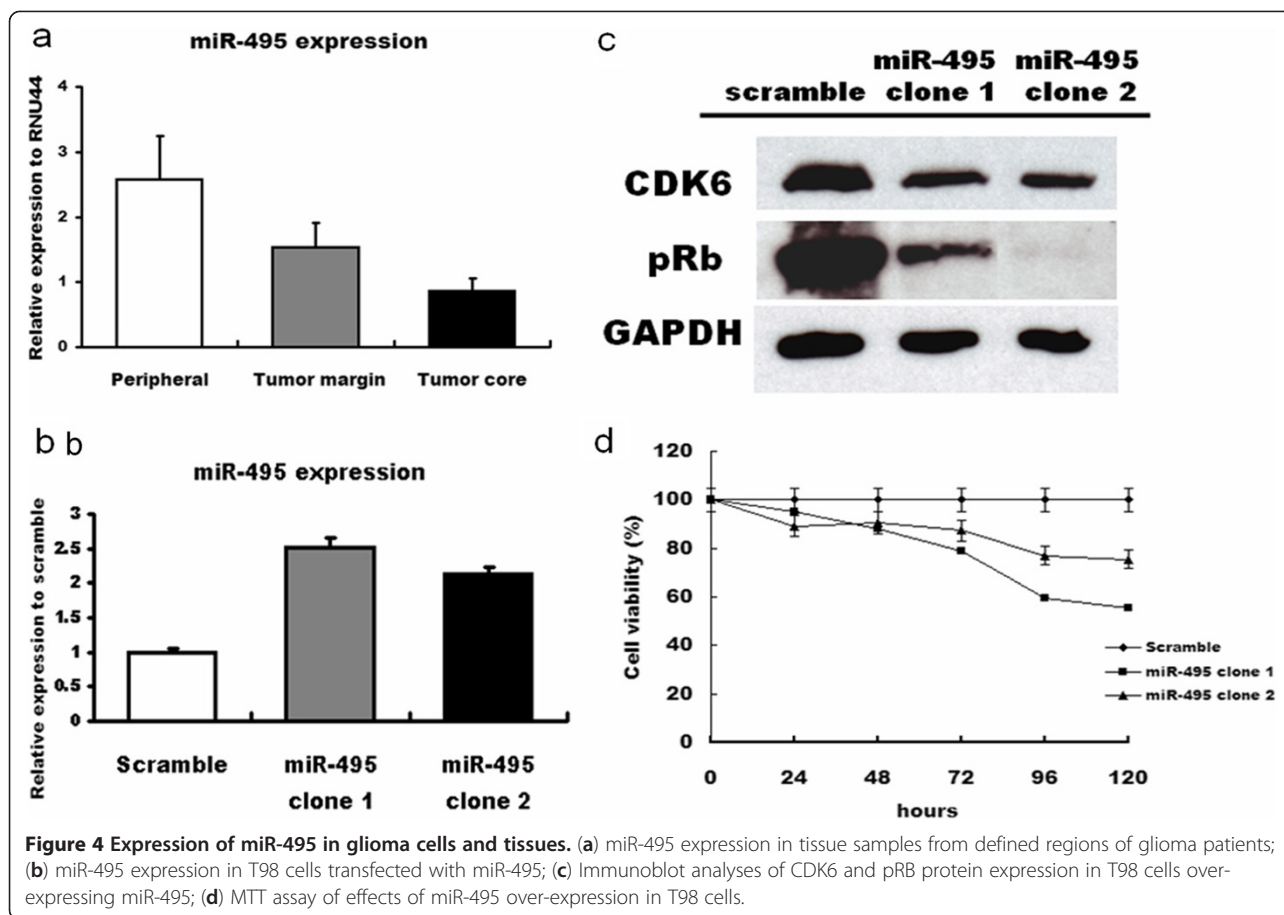 a
miR-495 expression
Relative expression to RNU44
4
3
2
1
0
Peripheral
Tumor margin
Tumor core
b b
miR-495 expression
Relative expression to scramble
3
2.5
2
1.5
1
0.5
0
Scramble
miR-495
clone 1
miR-495
clone 2
c
scramble
miR-495
clone 1
miR-495
clone 2
CDK6
pRb
GAPDH
d
Cell viability (%)
120
100
80
60
40
20
0
0 24 48 72 96 120
hours
Scramble
miR-495 clone 1
miR-495 clone 2
Figure 4 Expression of miR-495 in glioma cells and tissues. (a) miR-495 expression in tissue samples from defined regions of glioma patients;
(b) miR-495 expression in T98 cells transfected with miR-495; (c) Immunoblot analyses of CDK6 and pRB protein expression in T98 cells over-
expressing miR-495; (d) MTT assay of effects of miR-495 over-expression in T98 cells.